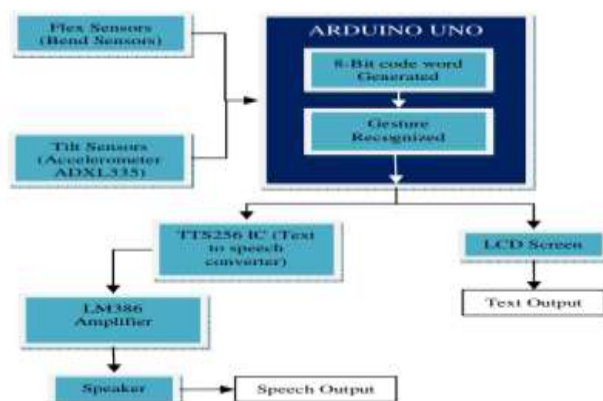 Flex Sensors
(Bend Sensors)
ARDUINO UNO
8-Bit code word
Generated
Gesture
Recognized
Tilt Sensors
(Accelerometer
ADXL335)
TTS256 IC (Text
to speech
converter)
LCD Screen
Text Output
LM386
Amplifier
Speaker
Speech Output